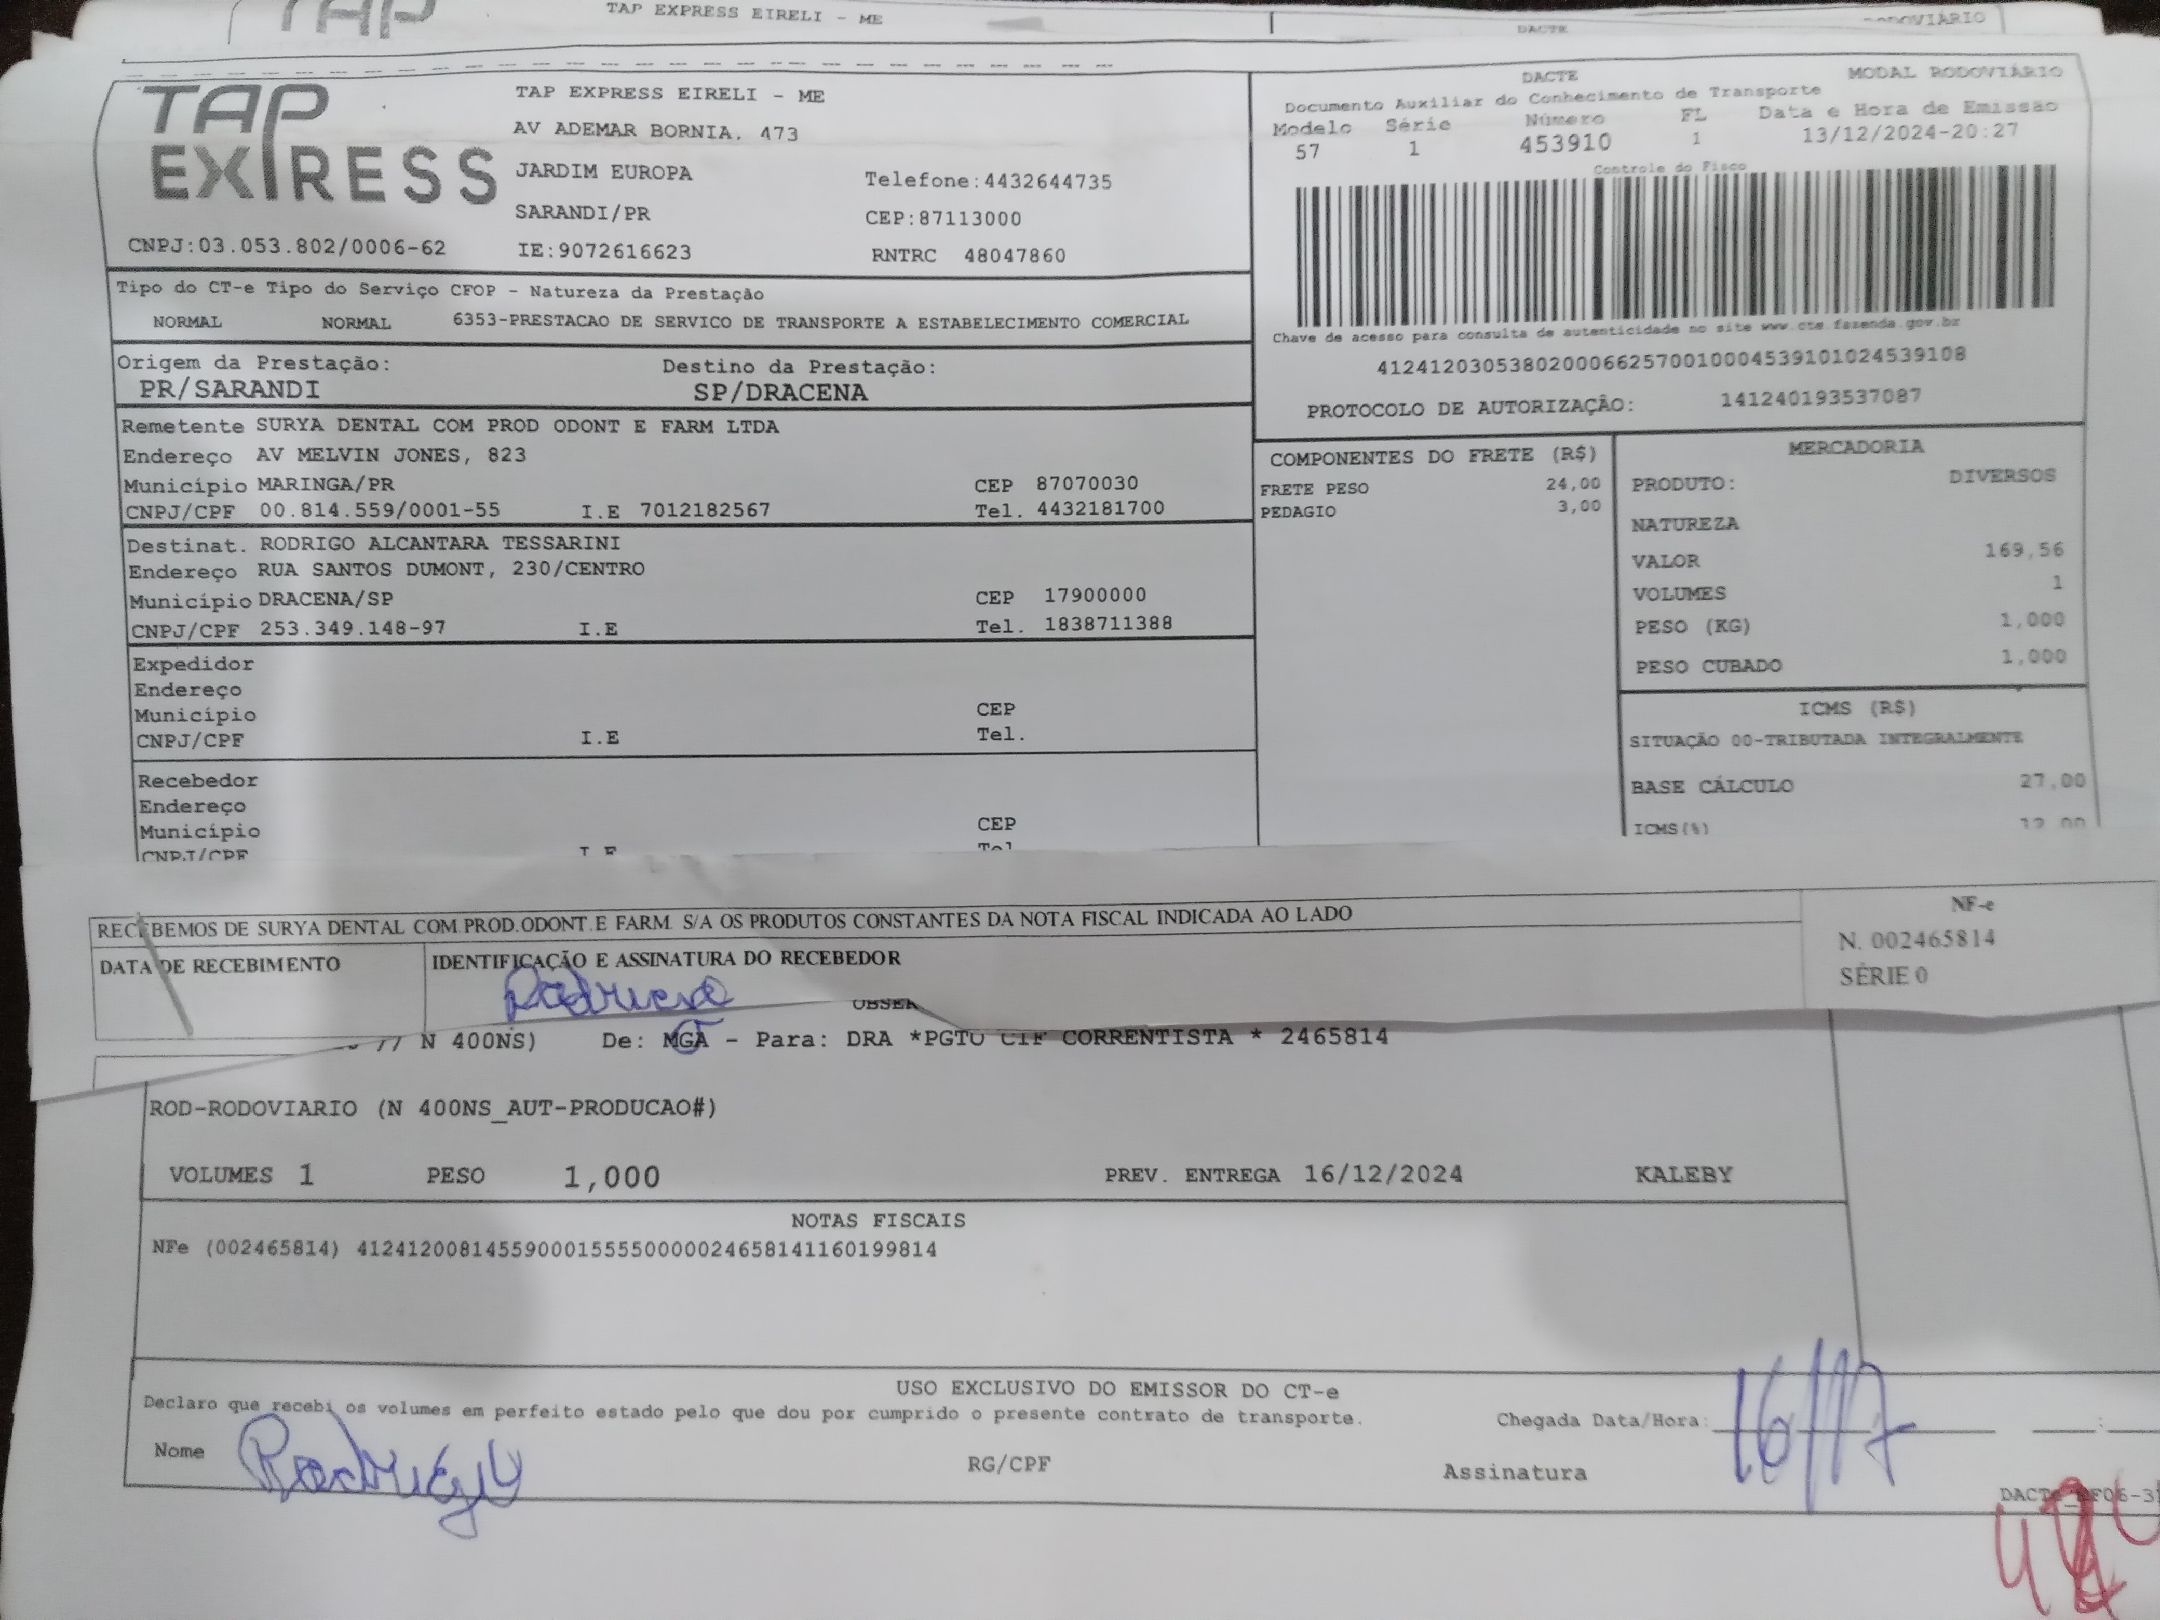 TAP
TAP EXPRESS EIRELI - ME
DACTE
RODOVIÁRIO
TAP EXPRESS
TAP EXPRESS EIRELI - ME
AV ADEMAR BORNIA, 473
JARDIM EUROPA
Telefone:4432644735
SARANDI/PR
CEP:87113000
CNPJ:03.053.802/0006-62
IE:9072616623
RNTRC 48047860
DACTE
MODAL RODOVIÁRIO
Documento Auxiliar do Conhecimento de Transporte
Modelo Série Número FL Data e Hora de Emissão
57 1 453910 1 13/12/2024-20:27
Controle do Fisco
Chave de acesso para consulta de autenticidade no site www.cte.fazenda.gov.br
41241203053802000662570010004539101024539108
PROTOCOLO DE AUTORIZAÇÃO: 141240193537087
Tipo do CT-e Tipo do Serviço CFOP - Natureza da Prestação
NORMAL NORMAL 6353-PRESTACAO DE SERVICO DE TRANSPORTE A ESTABELECIMENTO COMERCIAL
Origem da Prestação: Destino da Prestação:
PR/SARANDI SP/DRACENA
Remetente SURYA DENTAL COM PROD ODONT E FARM LTDA
Endereço AV MELVIN JONES, 823
Município MARINGA/PR CEP 87070030
CNPJ/CPF 00.814.559/0001-55 I.E 7012182567 Tel. 4432181700
Destinat. RODRIGO ALCANTARA TESSARINI
Endereço RUA SANTOS DUMONT, 230/CENTRO
Município DRACENA/SP CEP 17900000
CNPJ/CPF 253.349.148-97 I.E Tel. 1838711388
Expedidor
Endereço
Município CEP
CNPJ/CPF I.E Tel.
Recebedor
Endereço
Município CEP
CNPJ/CPF I.E Tel
COMPONENTES DO FRETE (R$)
FRETE PESO 24,00
PEDAGIO 3,00
MERCADORIA
PRODUTO: DIVERSOS
NATUREZA
VALOR 169,56
VOLUMES 1
PESO (KG) 1,000
PESO CUBADO 1,000
ICMS (R$)
SITUAÇÃO 00-TRIBUTADA INTEGRALMENTE
BASE CÁLCULO 27,00
ICMS(%) 12,00
RECEBEMOS DE SURYA DENTAL COM.PROD.ODONT.E FARM. S/A OS PRODUTOS CONSTANTES DA NOTA FISCAL INDICADA AO LADO
DATA DE RECEBIMENTO
IDENTIFICAÇÃO E ASSINATURA DO RECEBEDOR
NF-e
N. 002465814
SÉRIE 0
OBSER
N 400NS) De: MGA - Para: DRA *PGTO CIF CORRENTISTA * 2465814
ROD-RODOVIARIO (N 400NS_AUT-PRODUCAO#)
VOLUMES 1 PESO 1,000 PREV. ENTREGA 16/12/2024 KALEBY
NOTAS FISCAIS
NFe (002465814) 41241200814559000155550000024658141160199814
USO EXCLUSIVO DO EMISSOR DO CT-e
Declaro que recebi os volumes em perfeito estado pelo que dou por cumprido o presente contrato de transporte.
Chegada Data/Hora: 16/12
Nome Rodrigo RG/CPF Assinatura